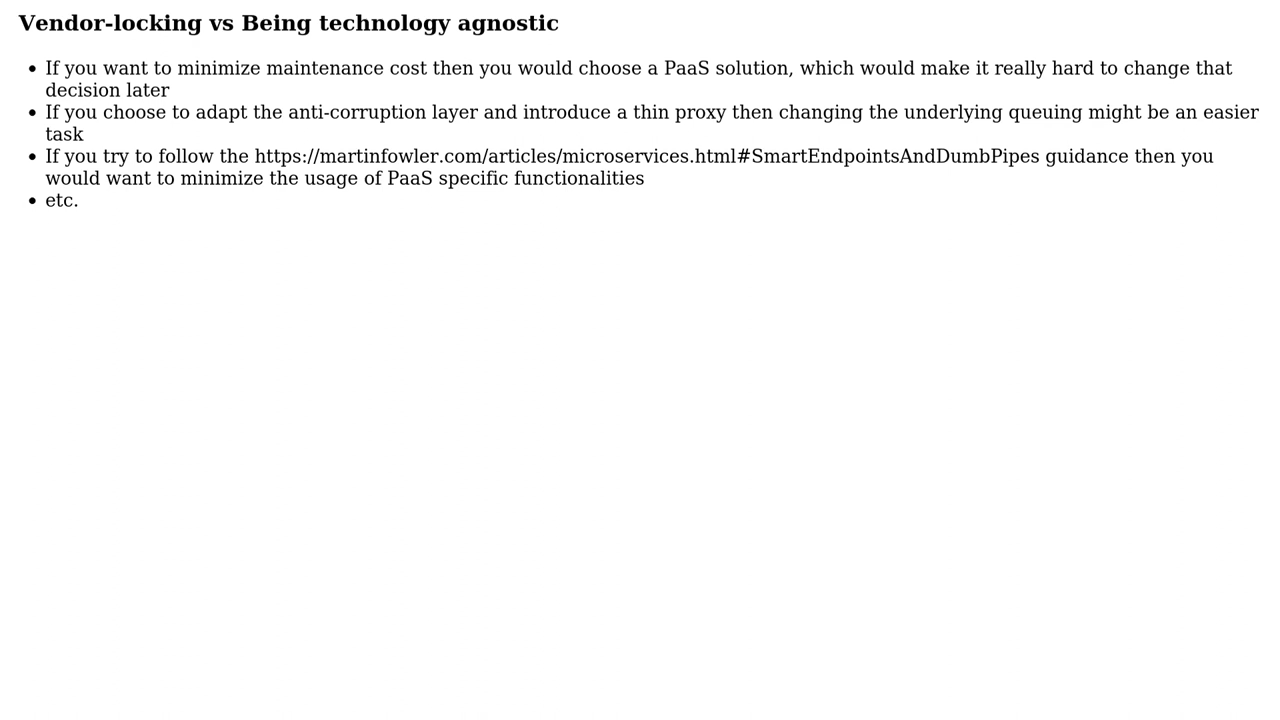 Vendor-locking vs Being technology agnostic
• If you want to minimize maintenance cost then you would choose a PaaS solution, which would make it really hard to change that
decision later
• If you choose to adapt the anti-corruption layer and introduce a thin proxy then changing the underlying queuing might be an easier
task
• If you try to follow the https://martinfowler.com/articles/microservices.html#SmartEndpointsAndDumbPipes guidance then you
would want to minimize the usage of PaaS specific functionalities
• etc.